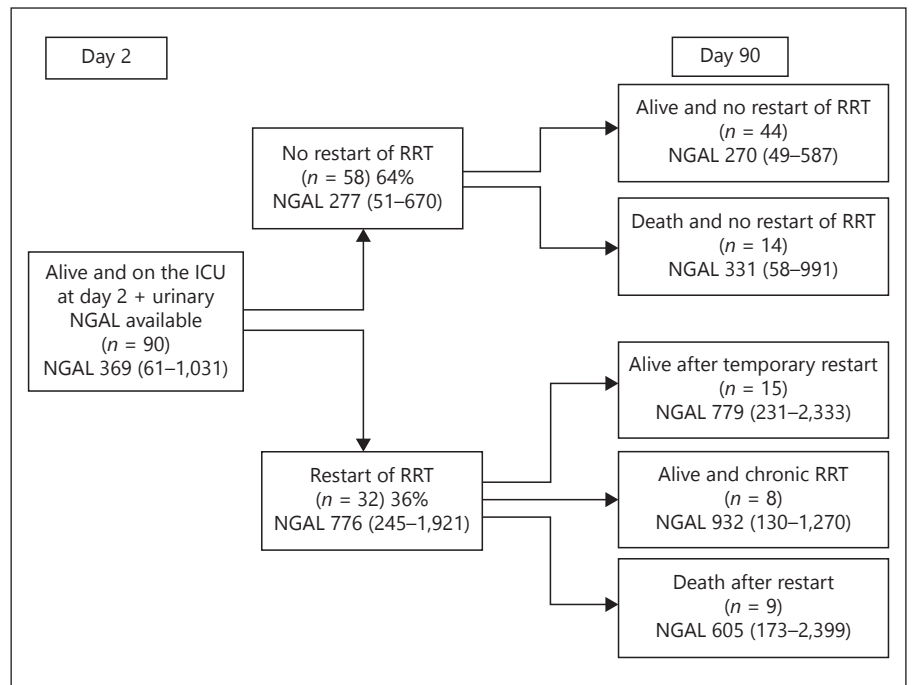 Day 2
Day 90
Alive and on the ICU
at day 2 + urinary
NGAL available
(n = 90)
NGAL 369 (61–1,031)
No restart of RRT
(n = 58) 64%
NGAL 277 (51–670)
Restart of RRT
(n = 32) 36%
NGAL 776 (245–1,921)
Alive and no restart of RRT
(n = 44)
NGAL 270 (49–587)
Death and no restart of RRT
(n = 14)
NGAL 331 (58–991)
Alive after temporary restart
(n = 15)
NGAL 779 (231–2,333)
Alive and chronic RRT
(n = 8)
NGAL 932 (130–1,270)
Death after restart
(n = 9)
NGAL 605 (173–2,399)